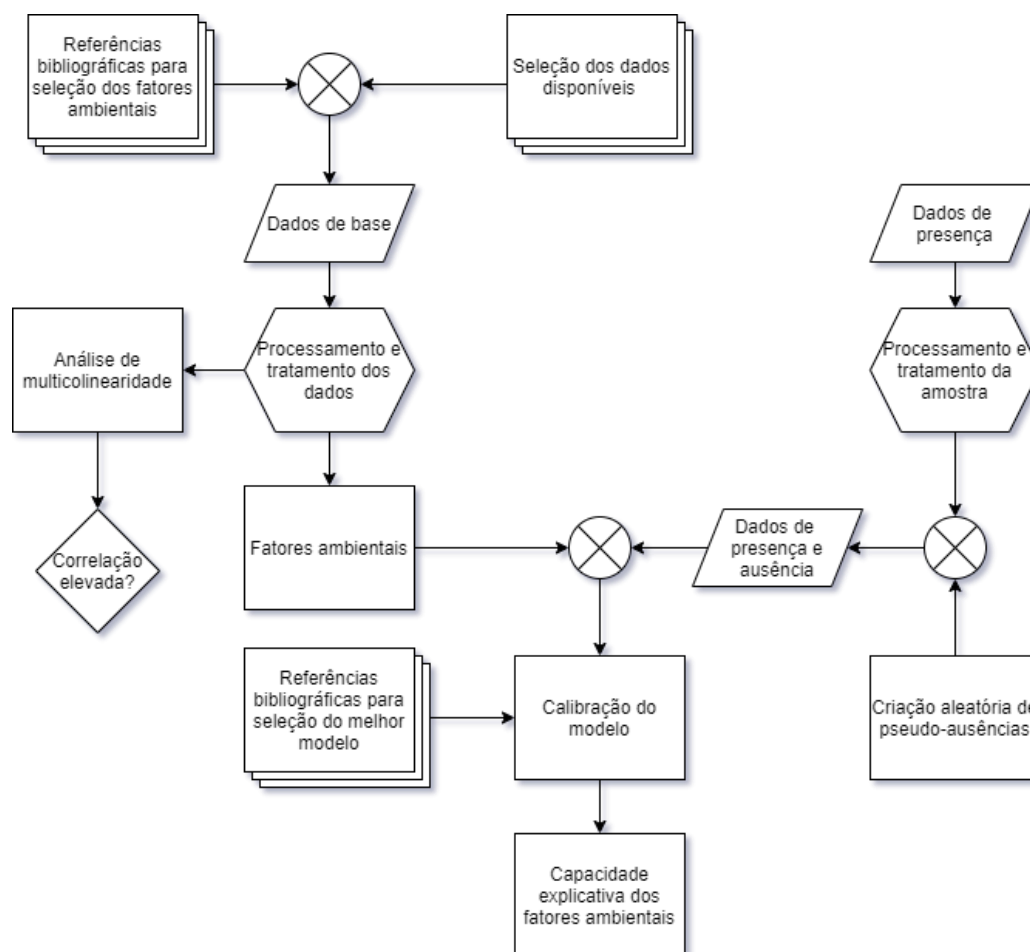 Referências
bibliográficas para
seleção dos fatores
ambientais
Seleção dos dados
disponíveis
Dados de base
Dados de
presença
Análise de
multicolinearidade
Processamento e
tratamento dos
dados
Processamento e
tratamento da
amostra
Correlação
elevada?
Fatores ambientais
Dados de
presença e
ausência
Referências
bibliográficas para
seleção do melhor
modelo
Calibração do
modelo
Criação aleatória de
pseudo-ausências
Capacidade
explicativa dos
fatores ambientais